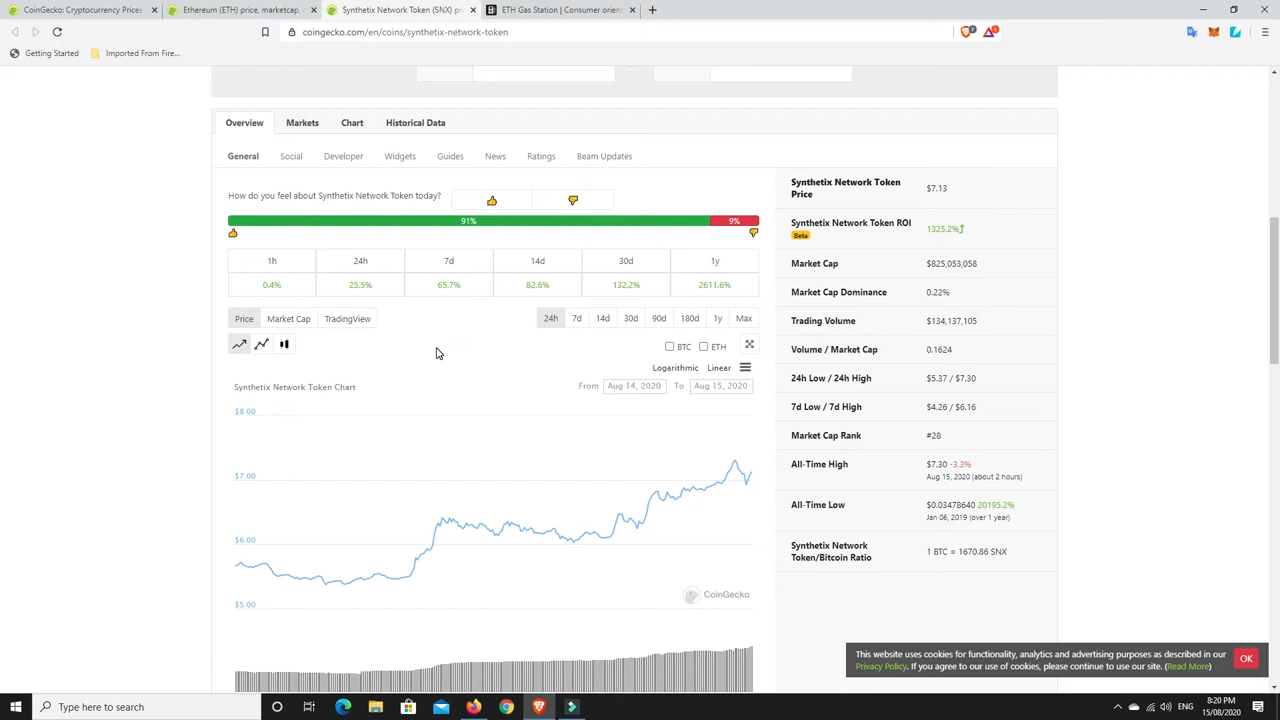 CoinGecko: Cryptocurrency Prices
Ethereum (ETH) price, marketcap,
Synthetix Network Token (SNX) p
ETH Gas Station | Consumer orient
coingecko.com/en/coins/synthetix-network-token
Getting Started
Imported From Fire...
Overview
Markets
Chart
Historical Data
General
Social
Developer
Widgets
Guides
News
Ratings
Beam Updates
How do you feel about Synthetix Network Token today?
91%
9%
1h 24h 7d 14d 30d 1y
0.4% 25.5% 65.7% 82.6% 132.2% 2611.6%
Price Market Cap TradingView
24h 7d 14d 30d 90d 180d 1y Max
BTC ETH
Logarithmic Linear
Synthetix Network Token Chart
From Aug 14, 2020 To Aug 15, 2020
$8.00
$7.00
$6.00
$5.00
CoinGecko
Synthetix Network Token
Price
$7.13
Synthetix Network Token ROI
Beta
1325.2%
Market Cap $825,053,058
Market Cap Dominance 0.22%
Trading Volume $134,137,105
Volume / Market Cap 0.1624
24h Low / 24h High $5.37 / $7.30
7d Low / 7d High $4.26 / $6.16
Market Cap Rank #28
All-Time High $7.30 -3.3%
Aug 15, 2020 (about 2 hours)
All-Time Low $0.03478640 20195.2%
Jan 06, 2019 (over 1 year)
Synthetix Network
Token/Bitcoin Ratio
1 BTC = 1670.86 SNX
This website uses cookies for functionality, analytics and advertising purposes as described in our
Privacy Policy. If you agree to our use of cookies, please continue to use our site. (Read More)
OK
Type here to search
ENG
8:20 PM
15/08/2020